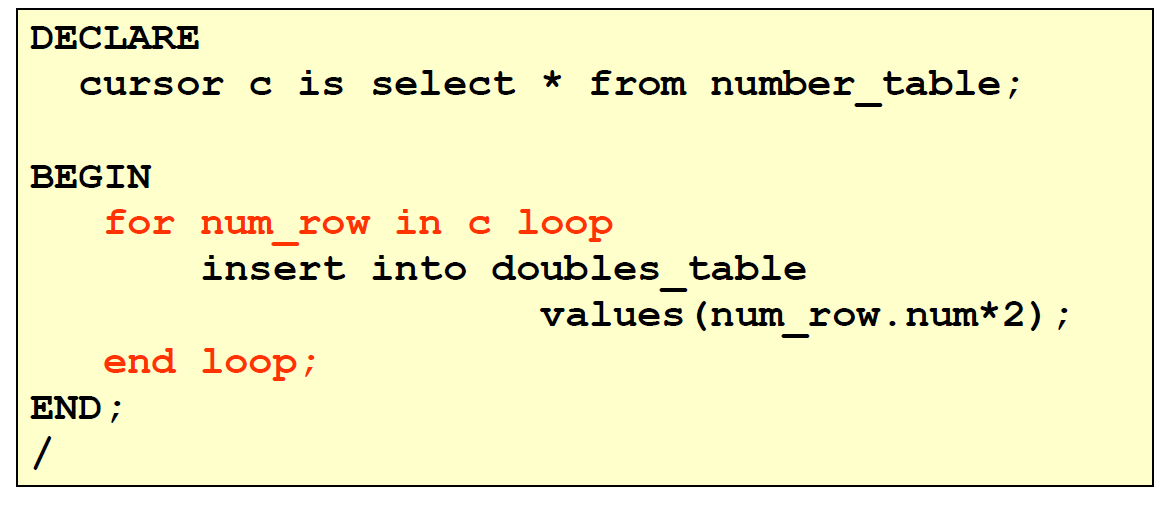 DECLARE
cursor c is select * from number_table;
BEGIN
for num_row in c loop
insert into doubles_table
values(num_row.num*2);
end loop;
END;
/